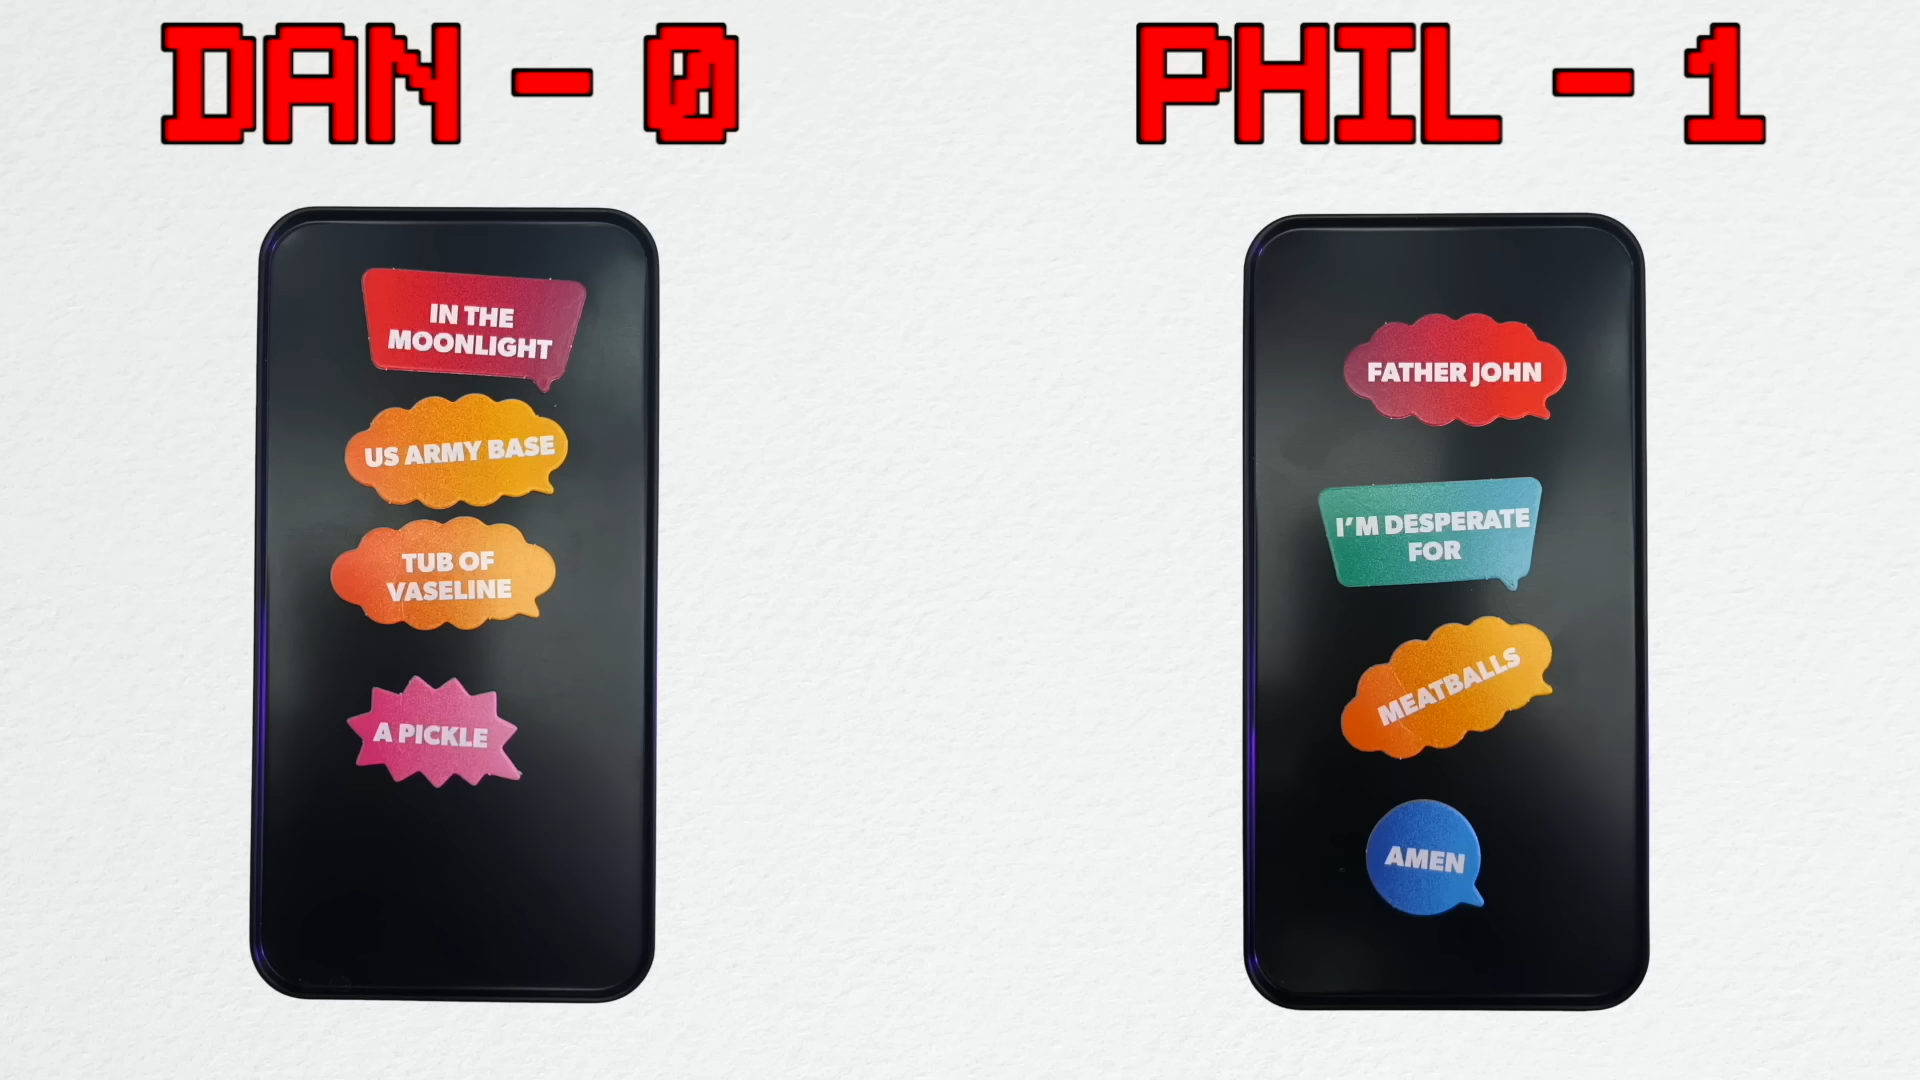 DAN - 0
IN THE
MOONLIGHT
US ARMY BASE
TUB OF
VASELINE
A PICKLE
PHIL - 1
FATHER JOHN
I'M DESPERATE
FOR
MEATBALLS
AMEN